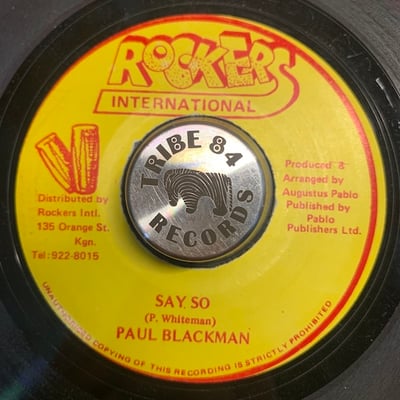 ROCKERS
INTERNATIONAL
TRIBE 84
RECORDS
Distributed by
Rockers Intl.
135 Orange St.
Kgn.
Tel:922-8015
Produced &
Arranged by
Augustus Pablo
Published by
Pablo
Publishers Ltd.
SAY SO
(P. Whiteman)
PAUL BLACKMAN
UNAUTHORISED COPYING OF THIS RECORDING IS STRICTLY PROHIBITED